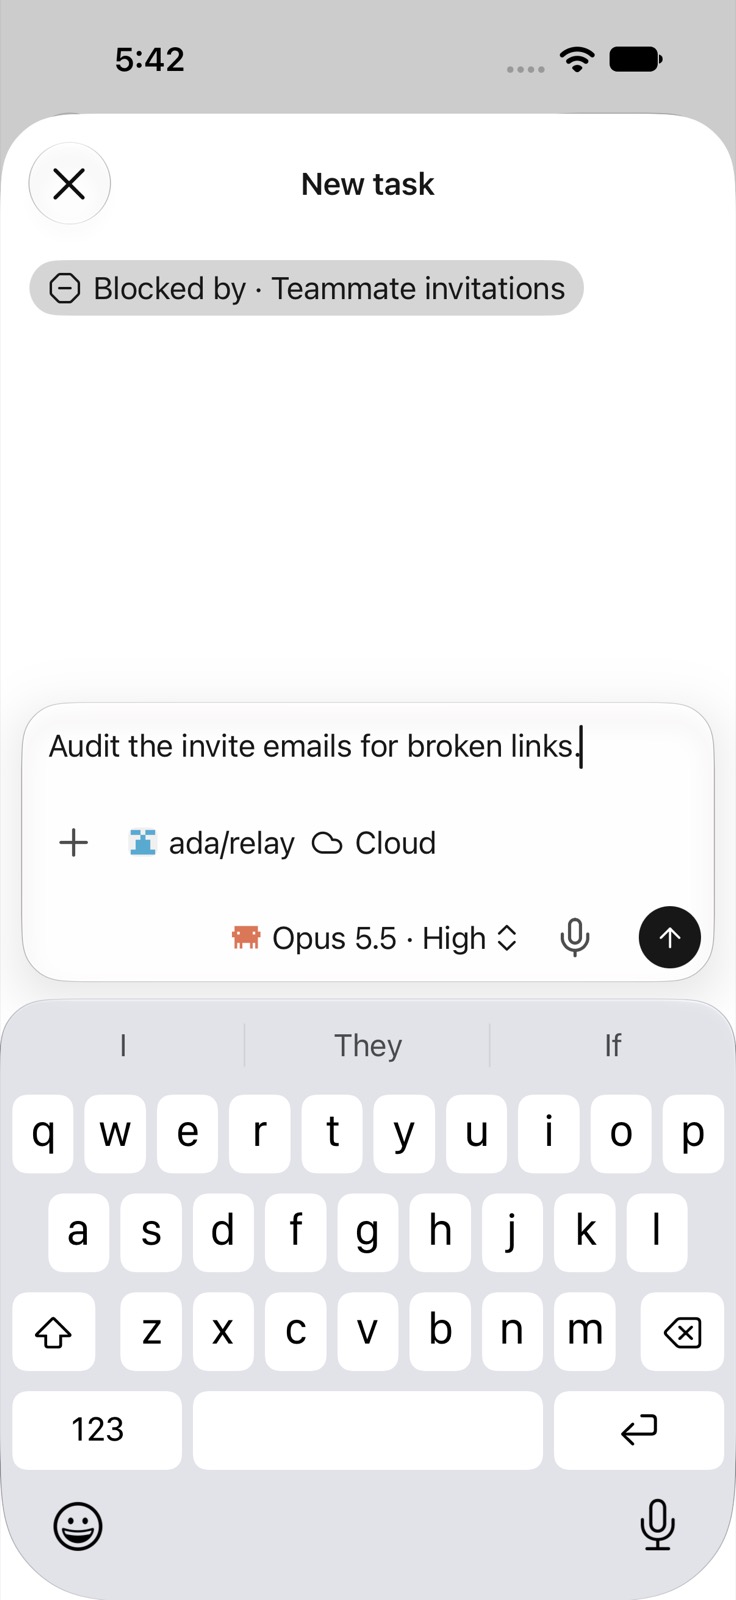 5:42
New task
Blocked by · Teammate invitations
Audit the invite emails for broken links.
ada/relay Cloud
Opus 5.5 · High
I They If
q w e r t y u i o p
a s d f g h j k l
z x c v b n m
123